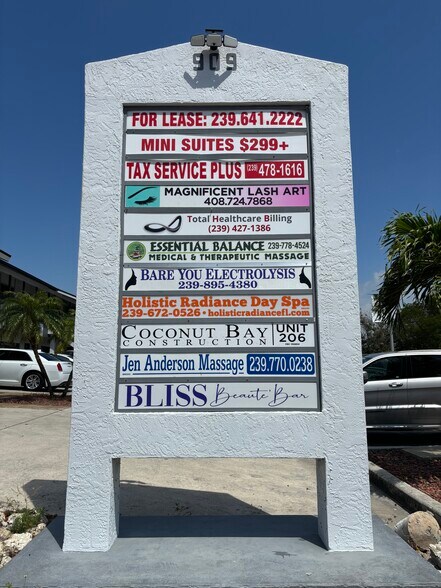 909
FOR LEASE: 239.641.2222
MINI SUITES $299+
TAX SERVICE PLUS (239) 478-1616
MAGNIFICENT LASH ART
408.724.7868
Total Healthcare Billing
(239) 427-1386
ESSENTIAL BALANCE 239-778-4524
MEDICAL & THERAPEUTIC MASSAGE
BARE YOU ELECTROLYSIS
239-895-4380
Holistic Radiance Day Spa
239-672-0526 • holisticradiancefl.com
COCONUT BAY
CONSTRUCTION
UNIT
206
Jen Anderson Massage 239.770.0238
BLISS Beauté Bar